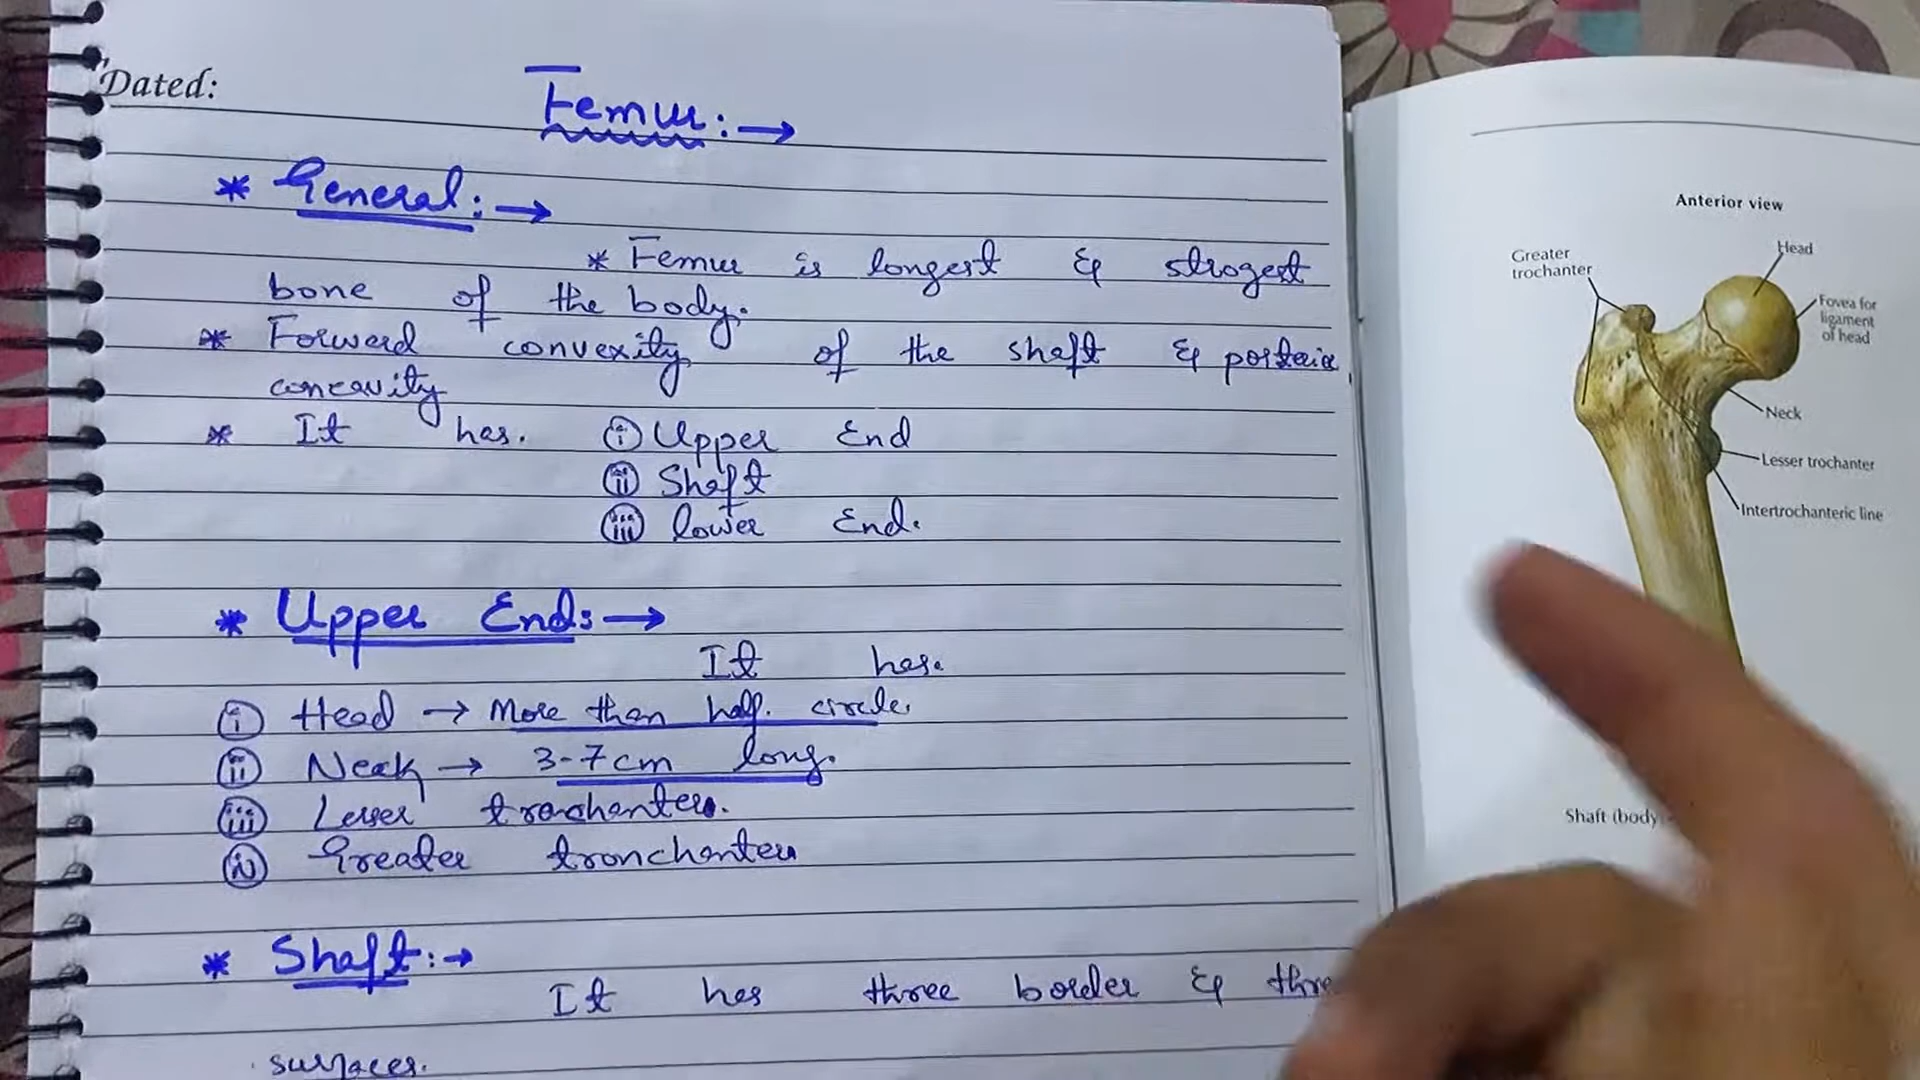 Dated:
Femur:→
* General:→
* Femur is longest & strogest
bone of the body.
* Forward convexity of the shaft & posterior
concavity
* It has. (i) Upper End
(ii) Shaft
(iii) lower End.
* Upper End:→
It has.
(i) Head → More than half. circle.
(ii) Neck → 3-7cm long.
(iii) Lesser tronchenter.
(iv) Greater tronchenter
* Shaft:→
It has three border & thre
surfaces.
Anterior view
Greater
trochanter
Head
Fovea for
ligament
of head
Neck
Lesser trochanter
Intertrochanteric line
Shaft (body